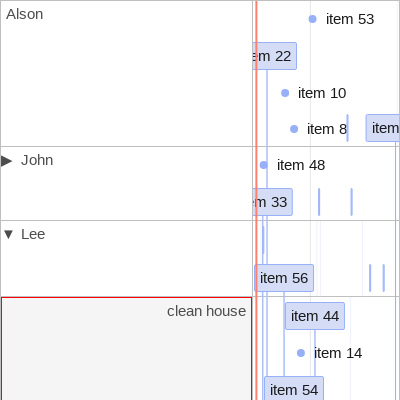 Alson
item 53
em 22
item 10
item 8
item
▶ John
item 48
m 33
▼ Lee
item 56
clean house
item 44
item 14
item 54